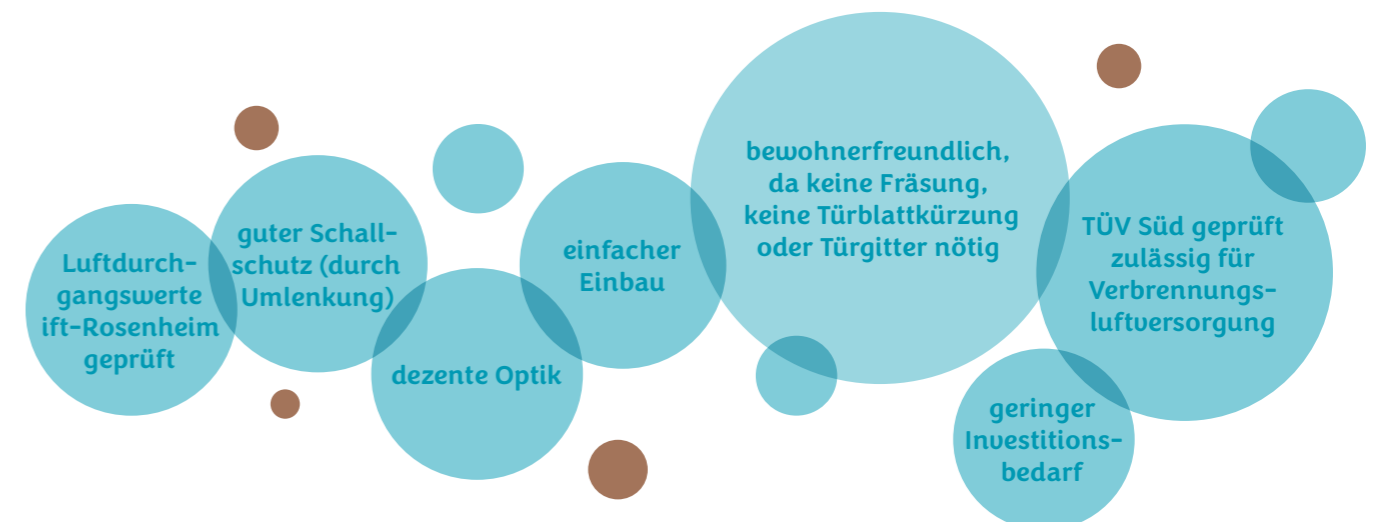 Luftdurch-
gangswerte
ift-Rosenheim
geprüft
guter Schall-
schutz (durch
Umlenkung)
dezente Optik
einfacher
Einbau
bewohnerfreundlich,
da keine Fräsung,
keine Türblattkürzung
oder Türgitter nötig
TÜV Süd geprüft
zulässig für
Verbrennungs-
luftversorgung
geringer
Investitions-
bedarf